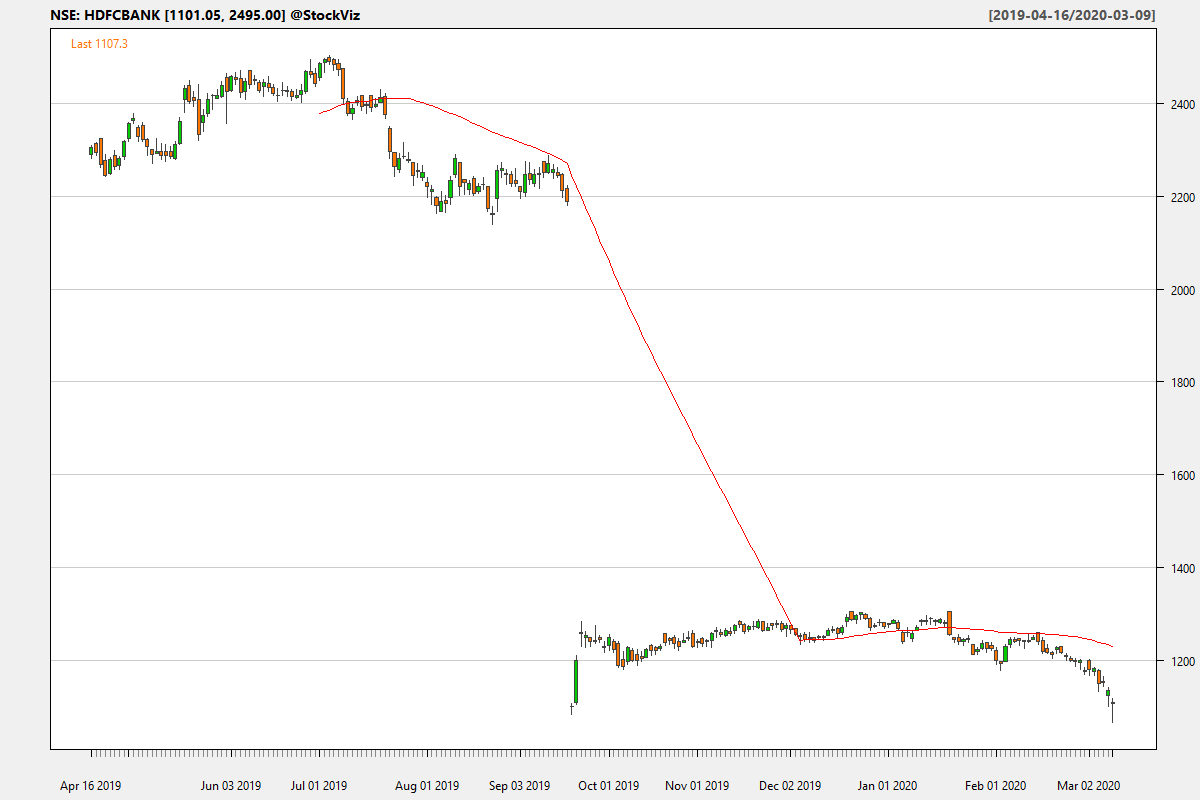 NSE: HDFCBANK [1101.05, 2495.00] @StockViz [2019-04-16/2020-03-09]
Last 1107.3
2400
2200
2000
1800
1600
1400
1200
Apr 16 2019 Jun 03 2019 Jul 01 2019 Aug 01 2019 Sep 03 2019 Oct 01 2019 Nov 01 2019 Dec 02 2019 Jan 01 2020 Feb 01 2020 Mar 02 2020